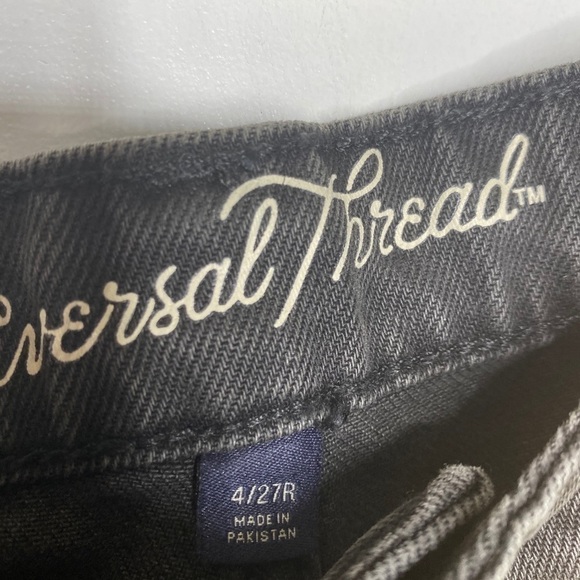 versal Thread™
4/27R
MADE IN
PAKISTAN